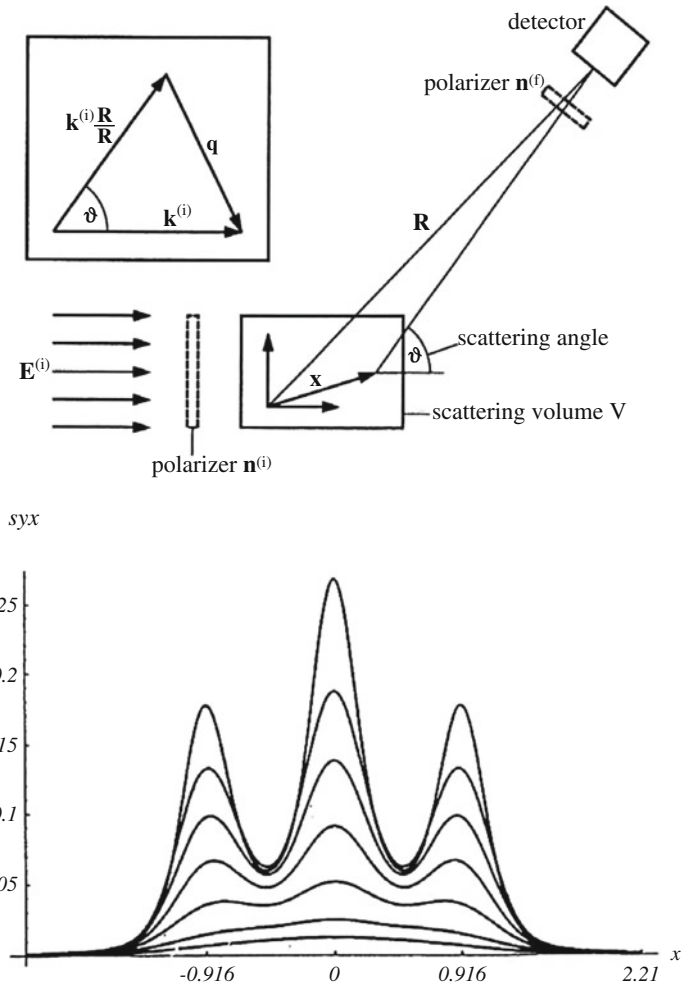 detector
polarizer n(f)
k(i) R
R
q
ϑ
k(i)
R
E(i)
x
ϑ
scattering angle
scattering volume V
polarizer n(i)
syx
25
0.2
15
0.1
05
-0.916 0 0.916 2.21
x